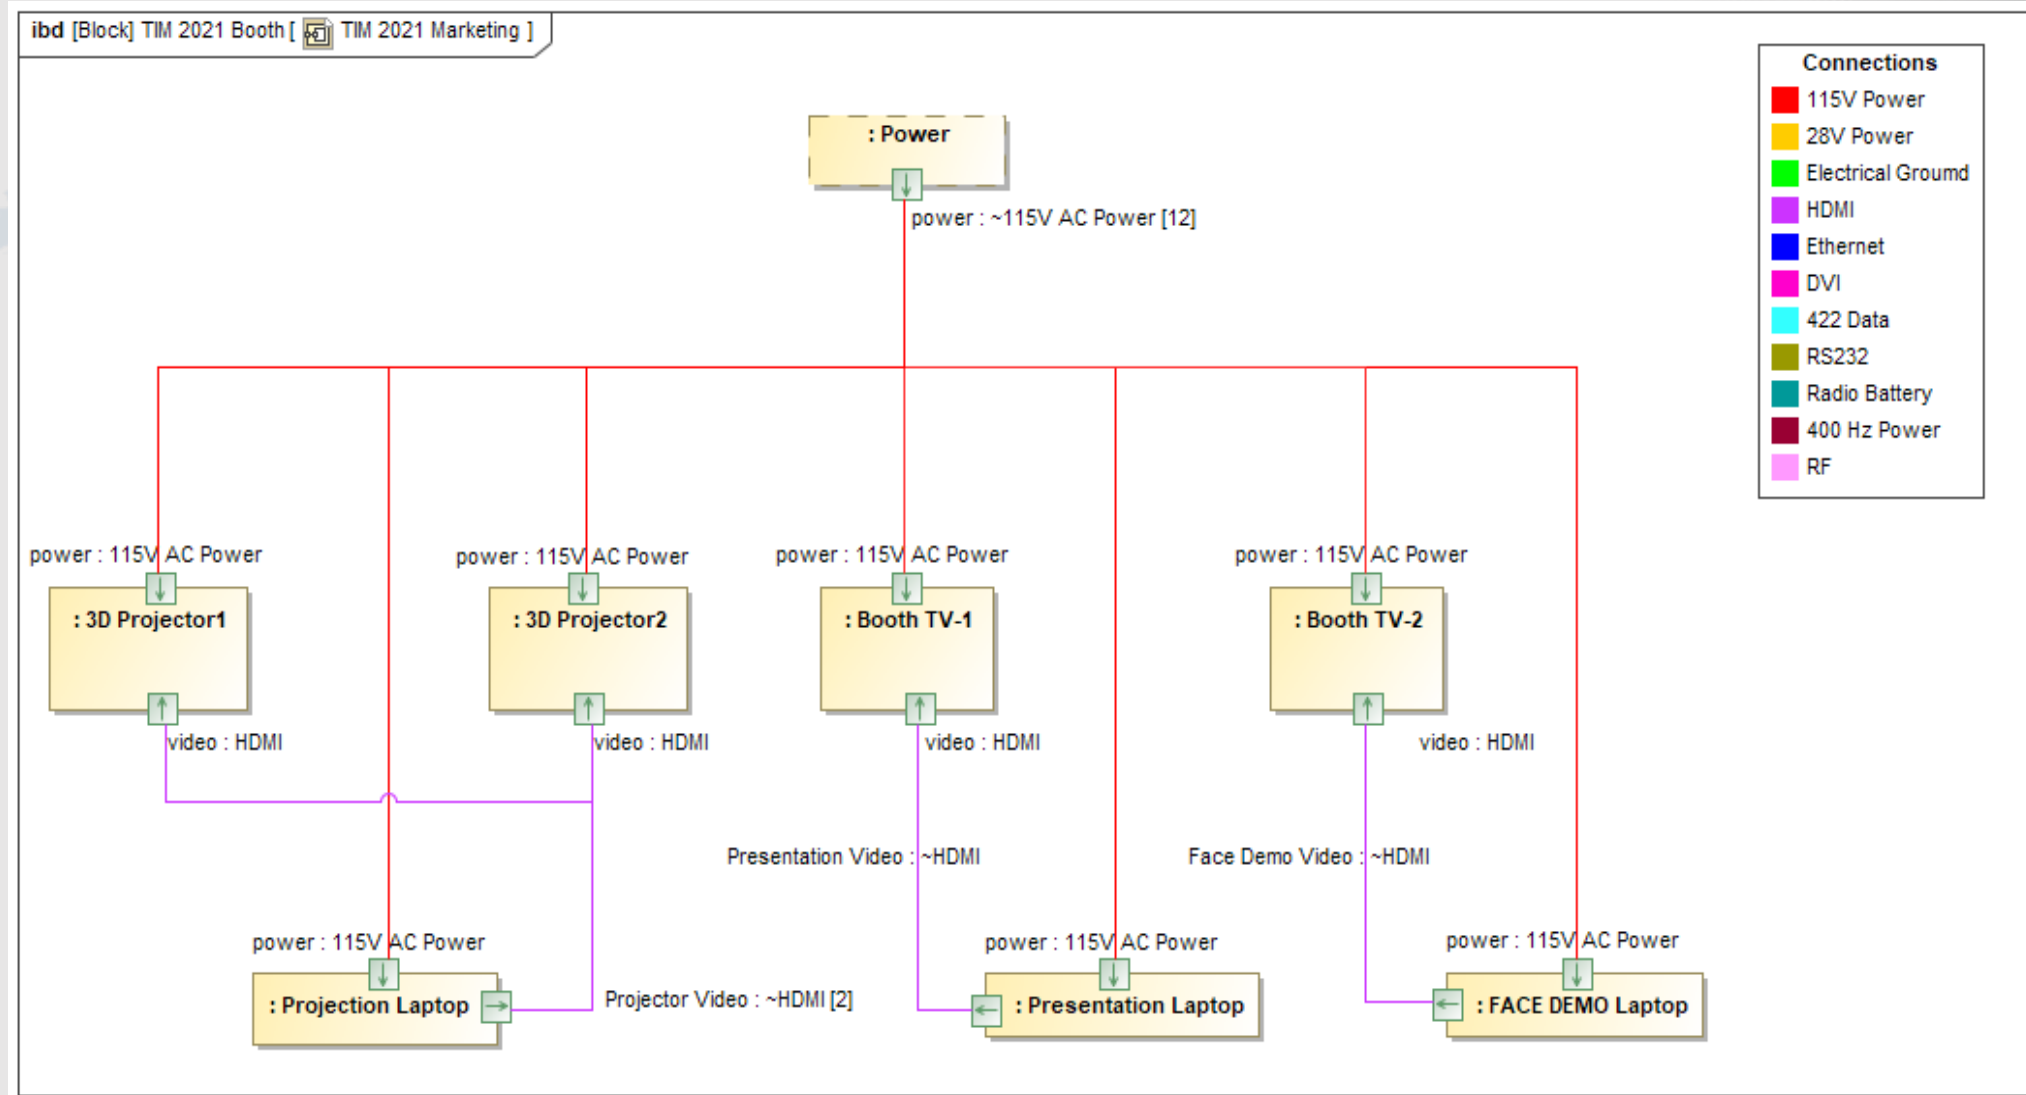 ibd [Block] TIM 2021 Booth [ TIM 2021 Marketing ]
Connections
115V Power
28V Power
Electrical Groumd
HDMI
Ethernet
DVI
422 Data
RS232
Radio Battery
400 Hz Power
RF
: Power
power : ~115V AC Power [12]
power : 115V AC Power
power : 115V AC Power
power : 115V AC Power
power : 115V AC Power
: 3D Projector1
: 3D Projector2
: Booth TV-1
: Booth TV-2
video : HDMI
video : HDMI
video : HDMI
video : HDMI
Presentation Video : ~HDMI
Face Demo Video : ~HDMI
power : 115V AC Power
power : 115V AC Power
power : 115V AC Power
: Projection Laptop
Projector Video : ~HDMI [2]
: Presentation Laptop
: FACE DEMO Laptop